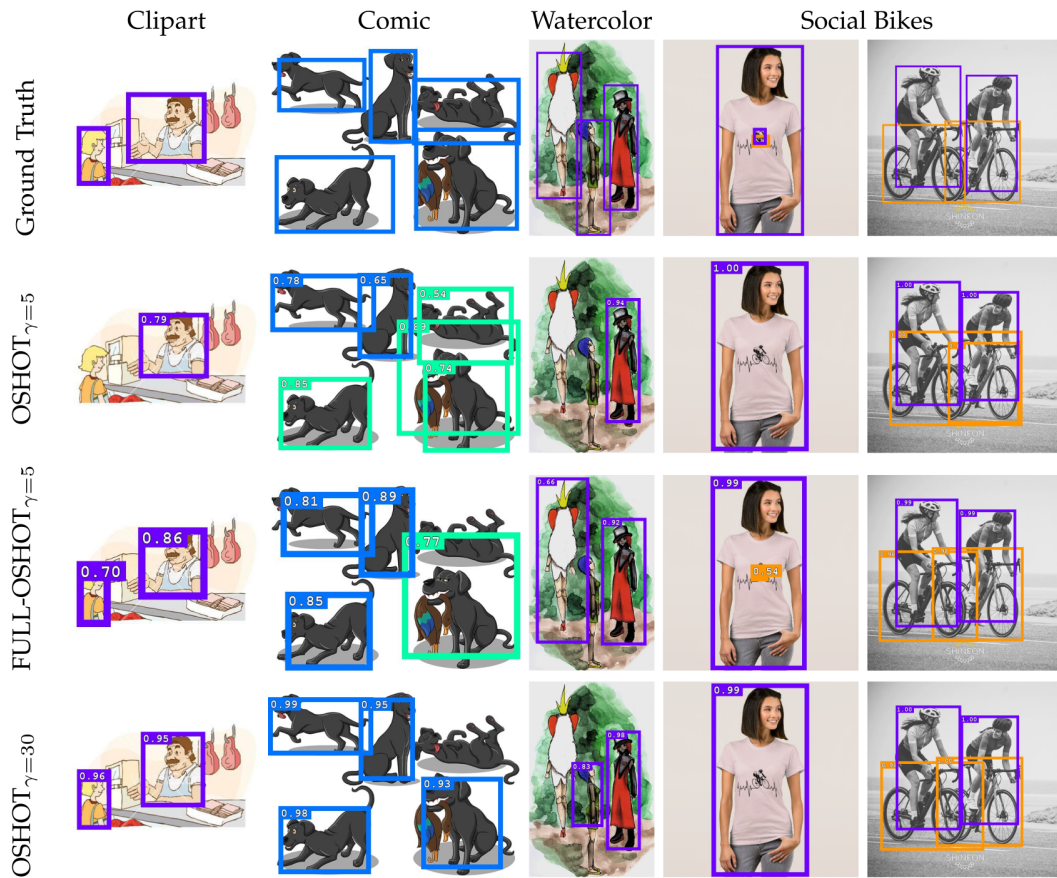 Clipart Comic Watercolor Social Bikes
Ground Truth
SHINEON
OSHOTγ=5
0.79
0.78 0.65 0.54
0.74
0.85
0.94
1.00
1.00 1.00
SHINEON
FULL-OSHOTγ=5
0.70 0.86
0.81 0.89
0.77
0.85
0.66 0.92
0.99
0.54
0.99 0.99
SHINEON
OSHOTγ=30
0.96 0.95
0.99 0.95
0.93
0.98
0.83 0.98
0.99
1.00 1.00
SHINEON